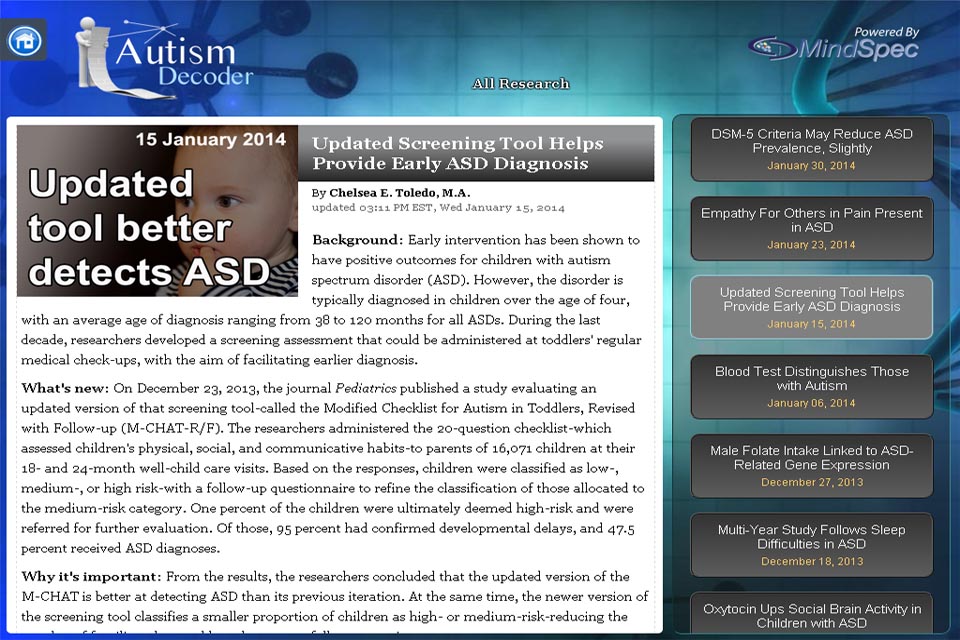 Autism
Decoder
All Research
Powered By
MindSpec
15 January 2014
Updated
tool better
detects ASD
Updated Screening Tool Helps
Provide Early ASD Diagnosis
By Chelsea E. Toledo, M.A.
updated 03:11 PM EST, Wed January 15, 2014
Background: Early intervention has been shown to
have positive outcomes for children with autism
spectrum disorder (ASD). However, the disorder is
typically diagnosed in children over the age of four,
with an average age of diagnosis ranging from 38 to 120 months for all ASDs. During the last
decade, researchers developed a screening assessment that could be administered at toddlers' regular
medical check-ups, with the aim of facilitating earlier diagnosis.
What's new: On December 23, 2013, the journal Pediatrics published a study evaluating an
updated version of that screening tool-called the Modified Checklist for Autism in Toddlers, Revised
with Follow-up (M-CHAT-R/F). The researchers administered the 20-question checklist-which
assessed children's physical, social, and communicative habits-to parents of 16,071 children at their
18- and 24-month well-child care visits. Based on the responses, children were classified as low-,
medium-, or high risk-with a follow-up questionnaire to refine the classification of those allocated to
the medium-risk category. One percent of the children were ultimately deemed high-risk and were
referred for further evaluation. Of those, 95 percent had confirmed developmental delays, and 47.5
percent received ASD diagnoses.
Why it's important: From the results, the researchers concluded that the updated version of the
M-CHAT is better at detecting ASD than its previous iteration. At the same time, the newer version of
the screening tool classifies a smaller proportion of children as high- or medium-risk-reducing the
DSM-5 Criteria May Reduce ASD
Prevalence, Slightly
January 30, 2014
Empathy For Others in Pain Present
in ASD
January 23, 2014
Updated Screening Tool Helps
Provide Early ASD Diagnosis
January 15, 2014
Blood Test Distinguishes Those
with Autism
January 06, 2014
Male Folate Intake Linked to ASD-
Related Gene Expression
December 27, 2013
Multi-Year Study Follows Sleep
Difficulties in ASD
December 18, 2013
Oxytocin Ups Social Brain Activity in
Children with ASD